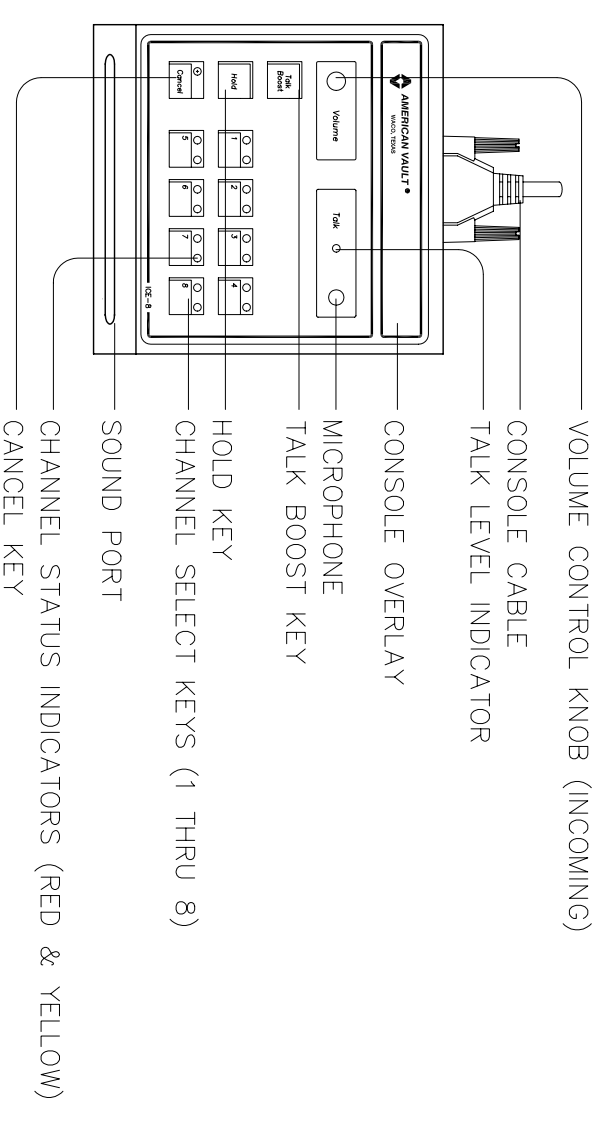 AMERICAN VAULT®
WACO, TEXAS
Volume
Talk
Talk
Boost
Hold
1
2
3
4
Cancel
5
6
7
8
ICE-8
VOLUME CONTROL KNOB (INCOMING)
CONSOLE CABLE
TALK LEVEL INDICATOR
CONSOLE OVERLAY
MICROPHONE
TALK BOOST KEY
HOLD KEY
CHANNEL SELECT KEYS (1 THRU 8)
SOUND PORT
CHANNEL STATUS INDICATORS (RED & YELLOW)
CANCEL KEY